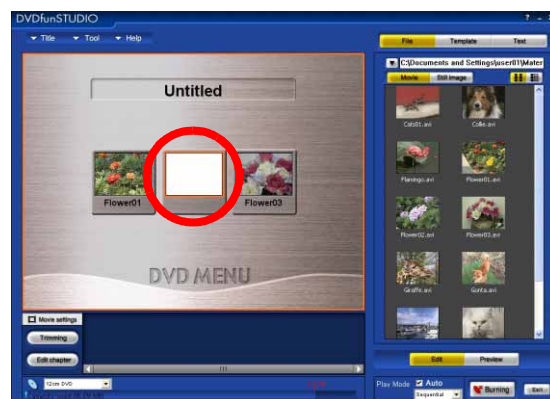 DVDfunSTUDIO
Title Tool Help
File Template Text
C:\Documents and Settings\user01\Mater
Movie Still Image
Untitled
Cats01.avi Collie.avi
Flamingo.avi Flower01.avi
Flower01 Flower03
Flower02.avi Flower03.avi
DVD MENU
Giraffe.avi Gonta.avi
Movie settings
Trimming
Edit chapter
Edit Preview
12cm DVD
Play Mode Auto
Sequential
Burning
Exit